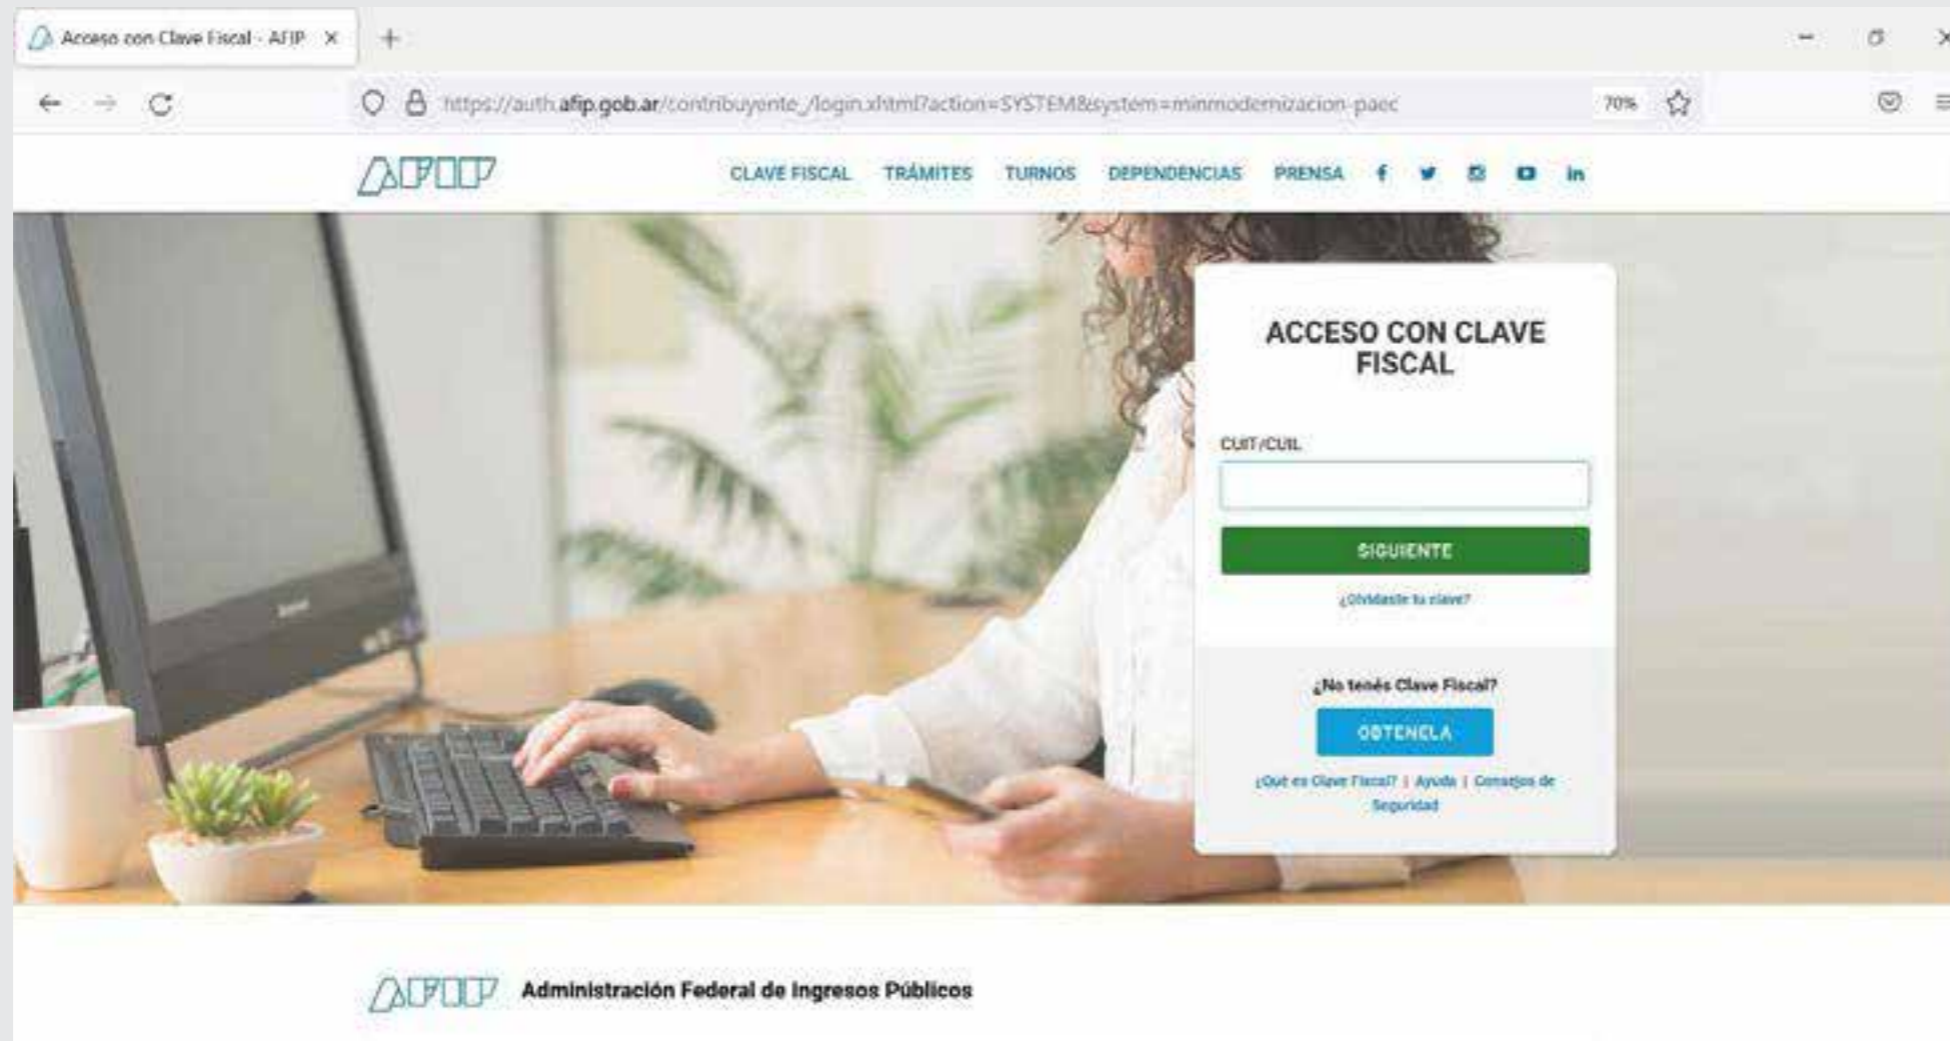 Acceso con Clave Fiscal - AFIP
https://auth.afip.gob.ar/contribuyente_/login.xhtml?action=SYSTEM&system=minmodernizacion-paec
70%
AFIP
CLAVE FISCAL TRÁMITES TURNOS DEPENDENCIAS PRENSA
ACCESO CON CLAVE
FISCAL
CUIT/CUIL
SIGUIENTE
¿Olvidaste tu clave?
¿No tenés Clave Fiscal?
OBTENELA
¿Qué es Clave Fiscal? | Ayuda | Consejos de
Seguridad
AFIP Administración Federal de Ingresos Públicos